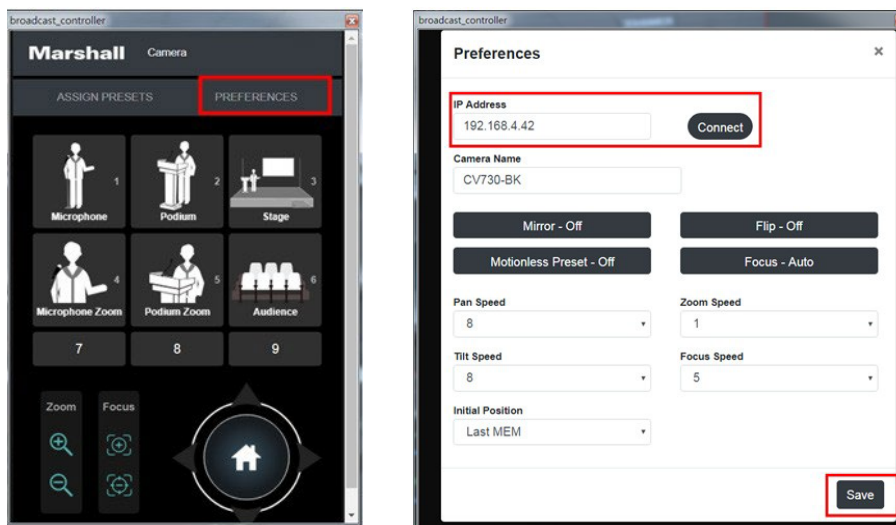 broadcast_controller
Marshall Camera
ASSIGN PRESETS PREFERENCES
1 2 3
Microphone Podium Stage
4 5 6
Microphone Zoom Podium Zoom Audience
7 8 9
Zoom Focus
broadcast_controller
Preferences ×
IP Address
192.168.4.42 Connect
Camera Name
CV730-BK
Mirror - Off Flip - Off
Motionless Preset - Off Focus - Auto
Pan Speed Zoom Speed
8 1
Tilt Speed Focus Speed
8 5
Initial Position
Last MEM
Save